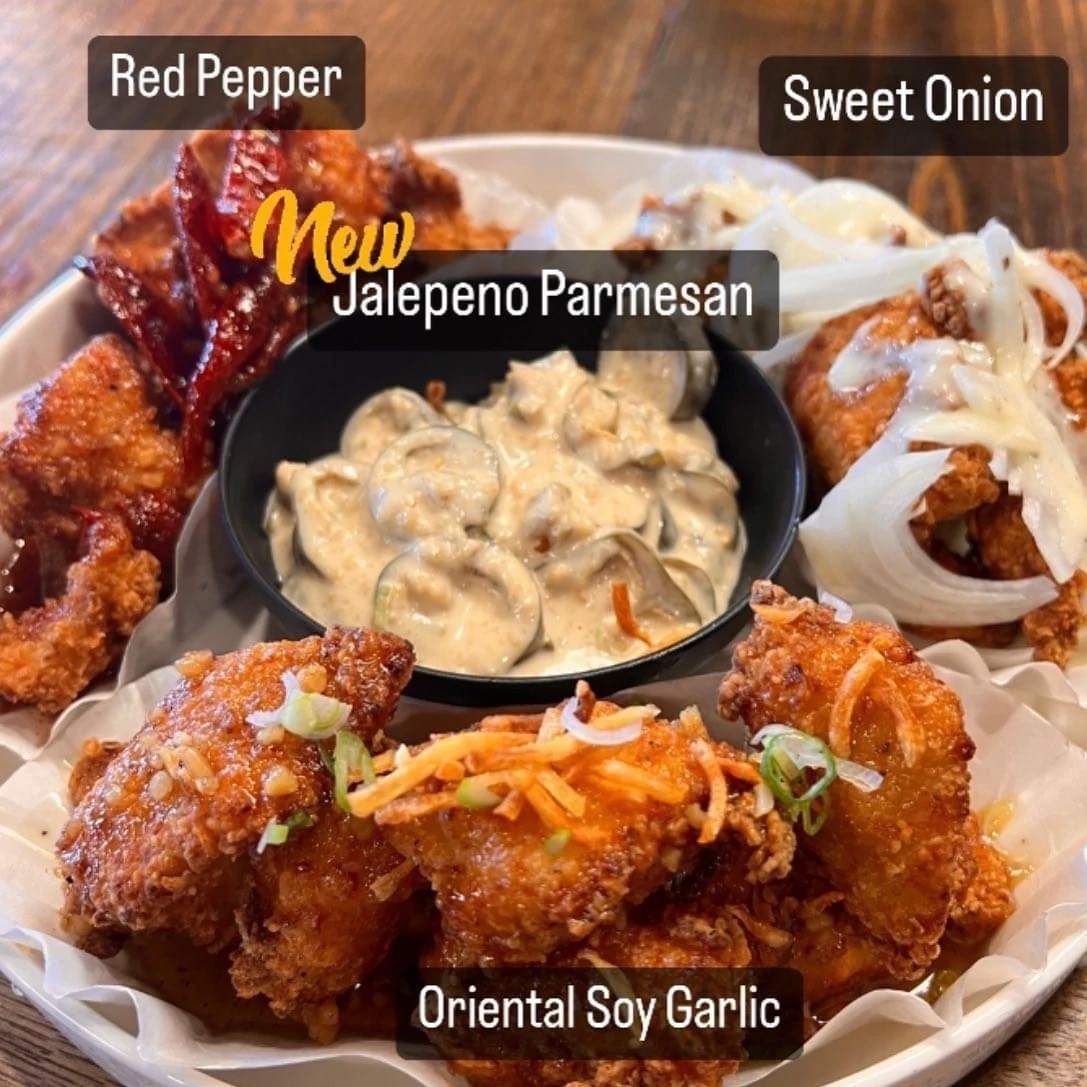 Red Pepper
Sweet Onion
New
Jalepeno Parmesan
Oriental Soy Garlic